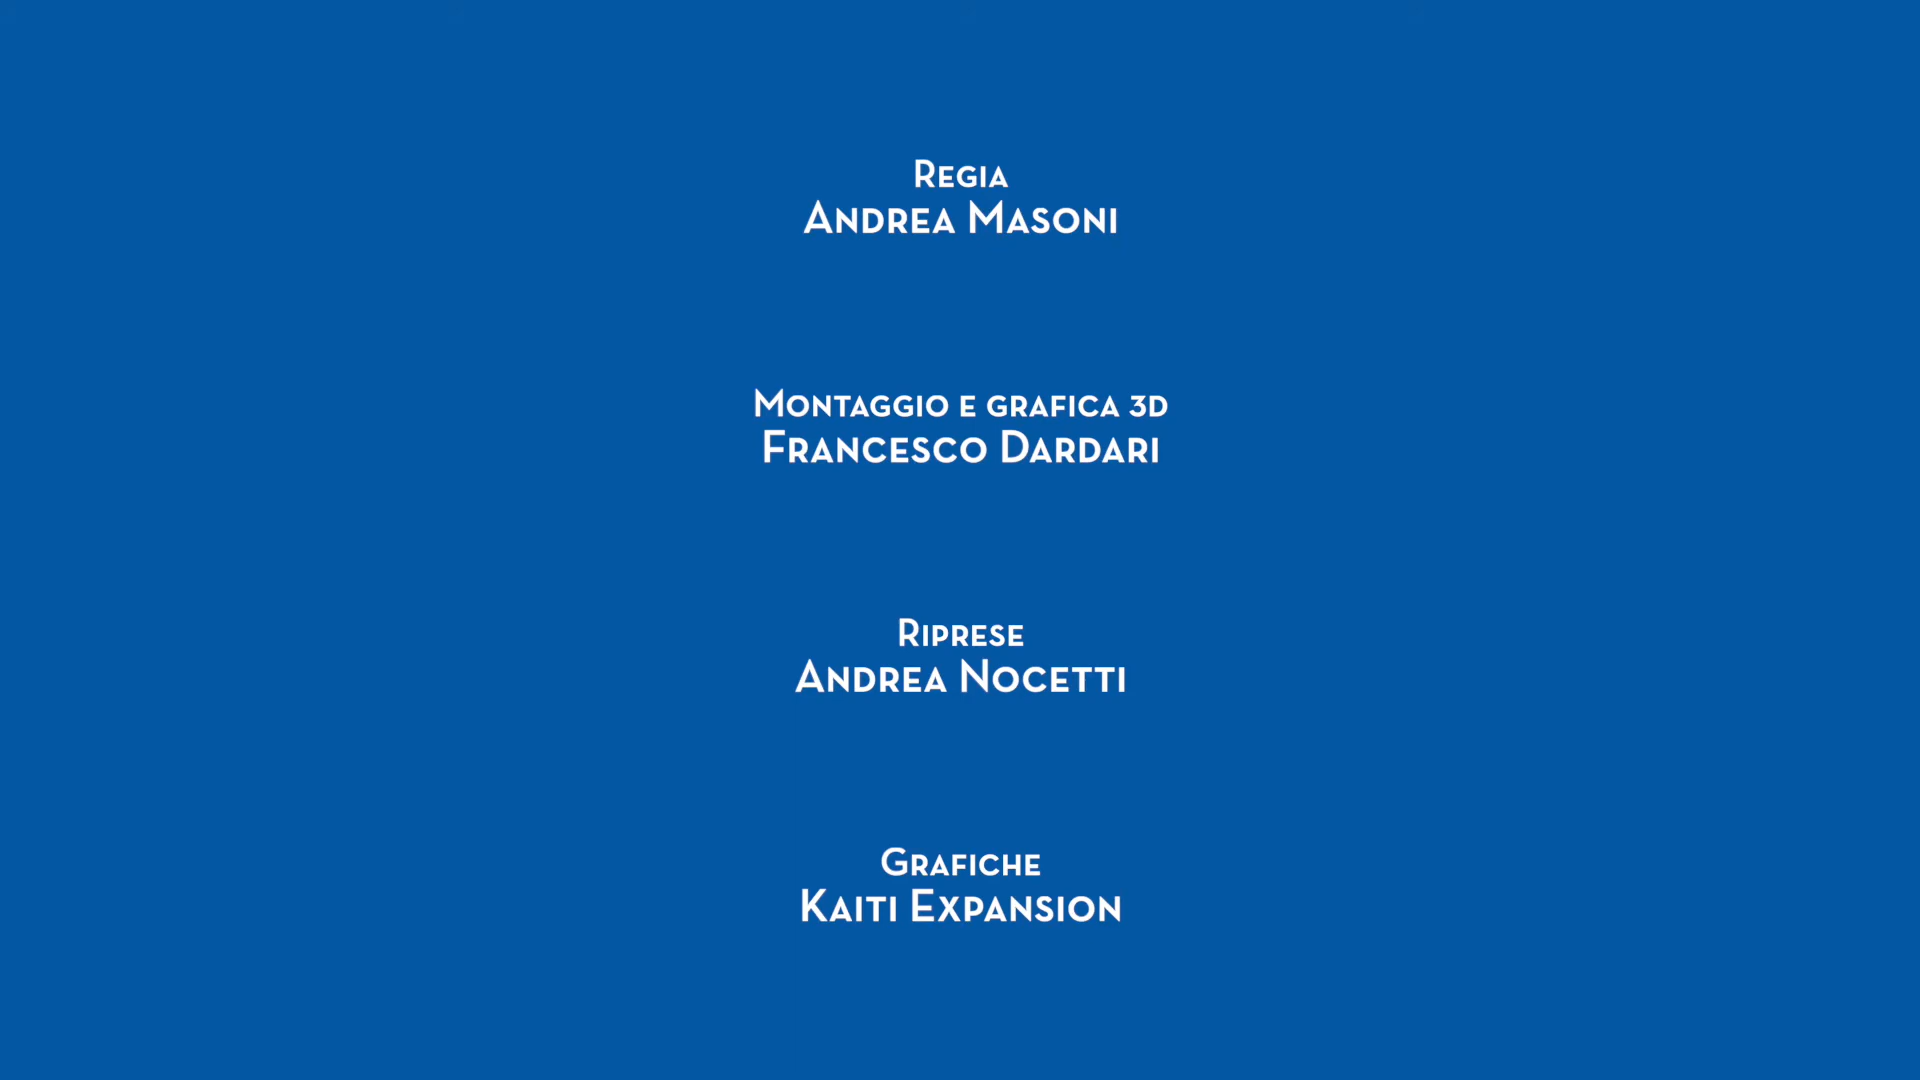 Regia
Andrea Masoni
Montaggio e grafica 3D
Francesco Dardari
Riprese
Andrea Nocetti
Grafiche
Kaiti Expansion